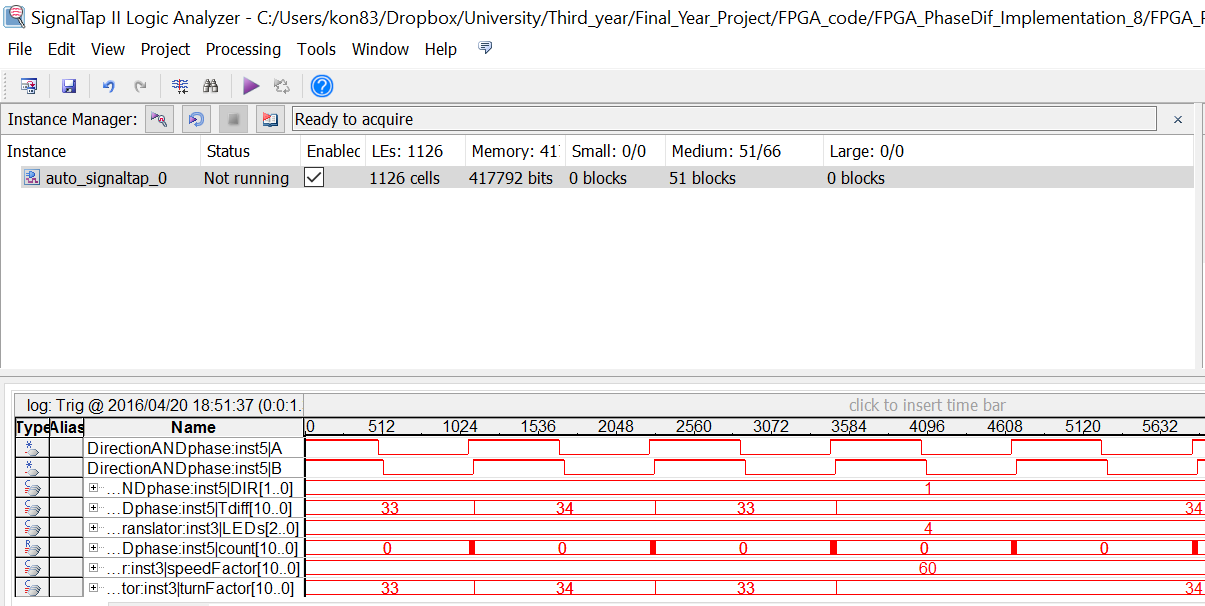 SignalTap II Logic Analyzer - C:/Users/kon83/Dropbox/University/Third_year/Final_Year_Project/FPGA_code/FPGA_PhaseDif_Implementation_8/FPGA_P
File Edit View Project Processing Tools Window Help
Instance Manager: Ready to acquire ×
Instance Status Enabled LEs: 1126 Memory: 41 Small: 0/0 Medium: 51/66 Large: 0/0
auto_signaltap_0 Not running 1126 cells 417792 bits 0 blocks 51 blocks 0 blocks
log: Trig @ 2016/04/20 18:51:37 (0:0:1. click to insert time bar
Type Alias Name 0 512 1024 1536 2048 2560 3072 3584 4096 4608 5120 5632
DirectionANDphase:inst5|A
DirectionANDphase:inst5|B
...NDphase:inst5|DIR[1..0] 1
...Dphase:inst5|Tdiff[10..0] 33 34 33 34
...ranslator:inst3|LEDs[2..0] 4
...Dphase:inst5|count[10..0] 0 0 0 0 0
...r:inst3|speedFactor[10..0] 60
...tor:inst3|turnFactor[10..0] 33 34 33 34